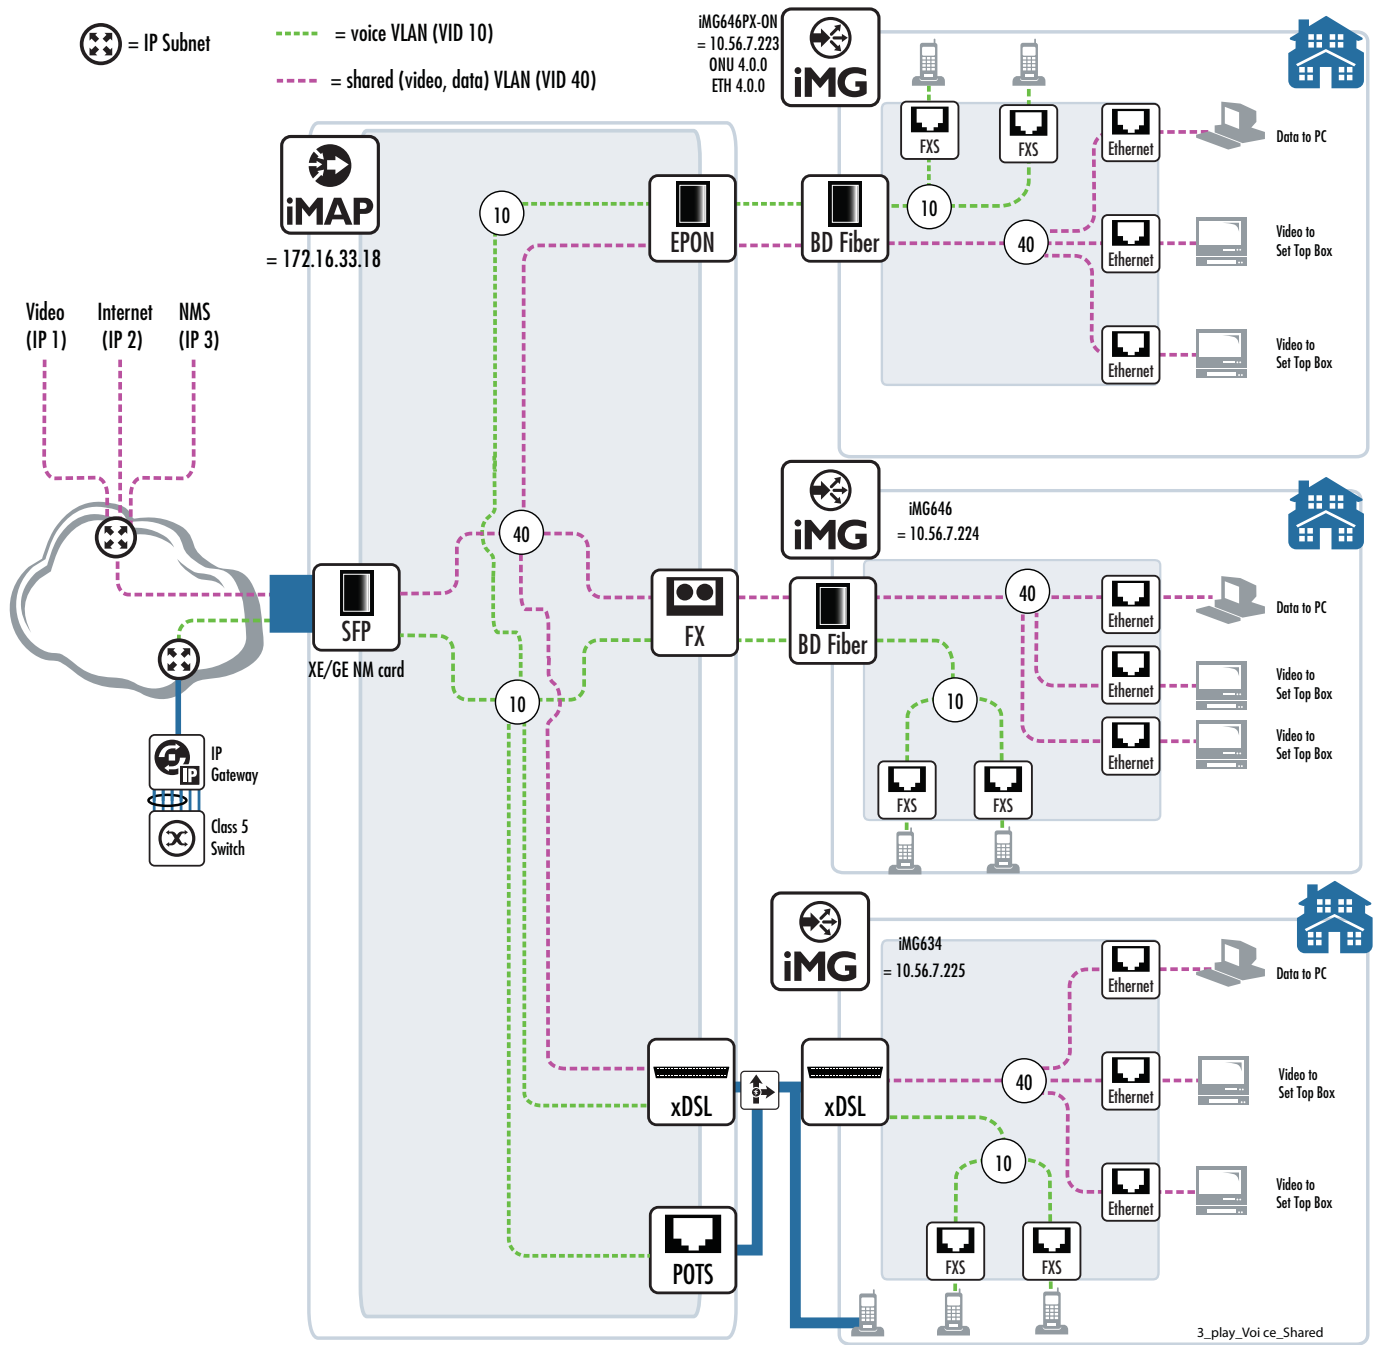 = IP Subnet
= voice VLAN (VID 10)
= shared (video, data) VLAN (VID 40)
iMG646PX-ON
= 10.56.7.223
ONU 4.0.0
ETH 4.0.0
iMG
FXS
FXS
Ethernet
Data to PC
iMAP
= 172.16.33.18
10
EPON
BD Fiber
10
40
Ethernet
Video to
Set Top Box
Ethernet
Video to
Set Top Box
Video
(IP 1)
Internet
(IP 2)
NMS
(IP 3)
iMG
iMG646
= 10.56.7.224
40
SFP
XE/GE NM card
FX
BD Fiber
40
Ethernet
Data to PC
Ethernet
Video to
Set Top Box
10
10
Ethernet
Video to
Set Top Box
FXS
FXS
IP
IP
Gateway
Class 5
Switch
iMG
iMG634
= 10.56.7.225
Ethernet
Data to PC
xDSL
xDSL
40
Ethernet
Video to
Set Top Box
10
Ethernet
Video to
Set Top Box
POTS
FXS
FXS
3_play_Voi ce_Shared